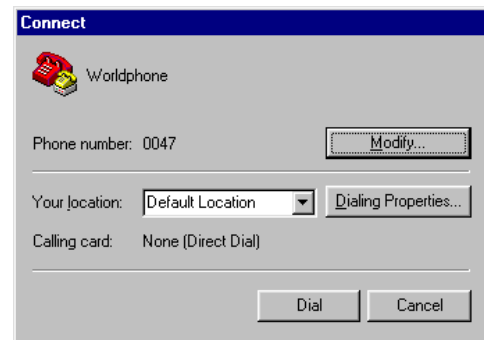 Connect
Worldphone
Phone number: 0047 Modify...
Your location: Default Location Dialing Properties...
Calling card: None (Direct Dial)
Dial Cancel